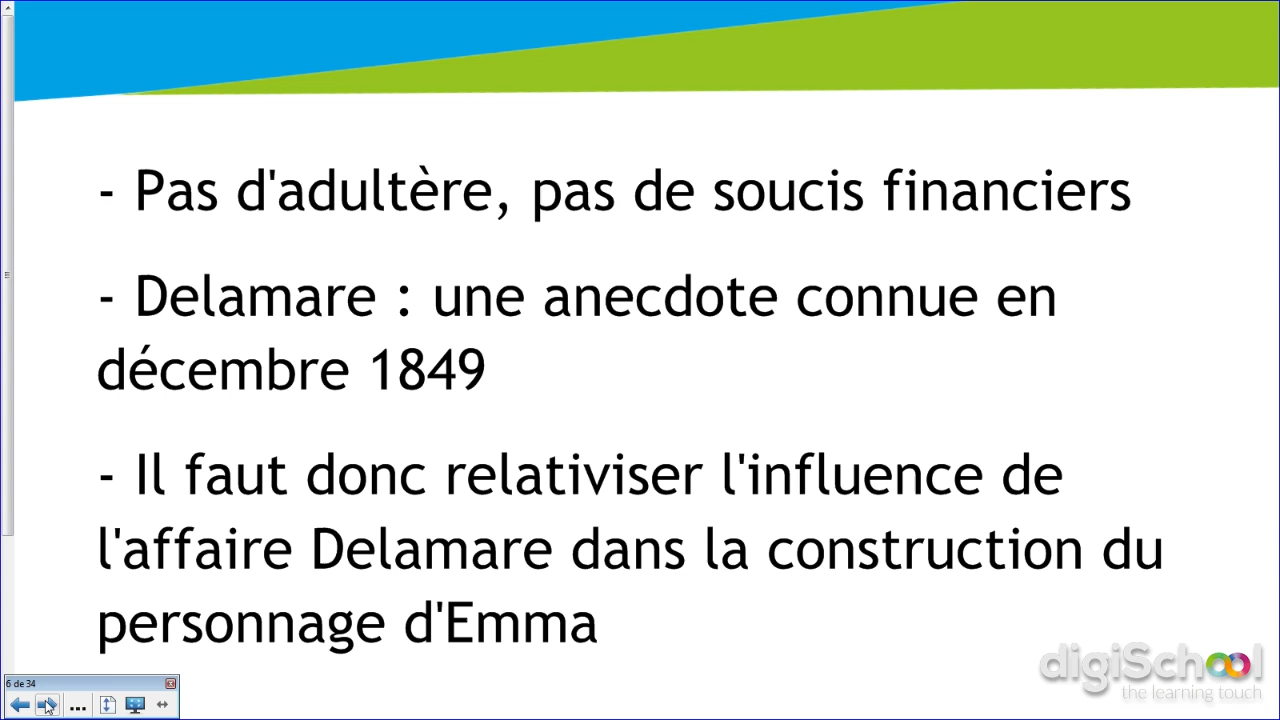 - Pas d'adultère, pas de soucis financiers
- Delamare : une anecdote connue en
décembre 1849
- Il faut donc relativiser l'influence de
l'affaire Delamare dans la construction du
personnage d'Emma
digiSchool
the learning touch
6 de 34
...